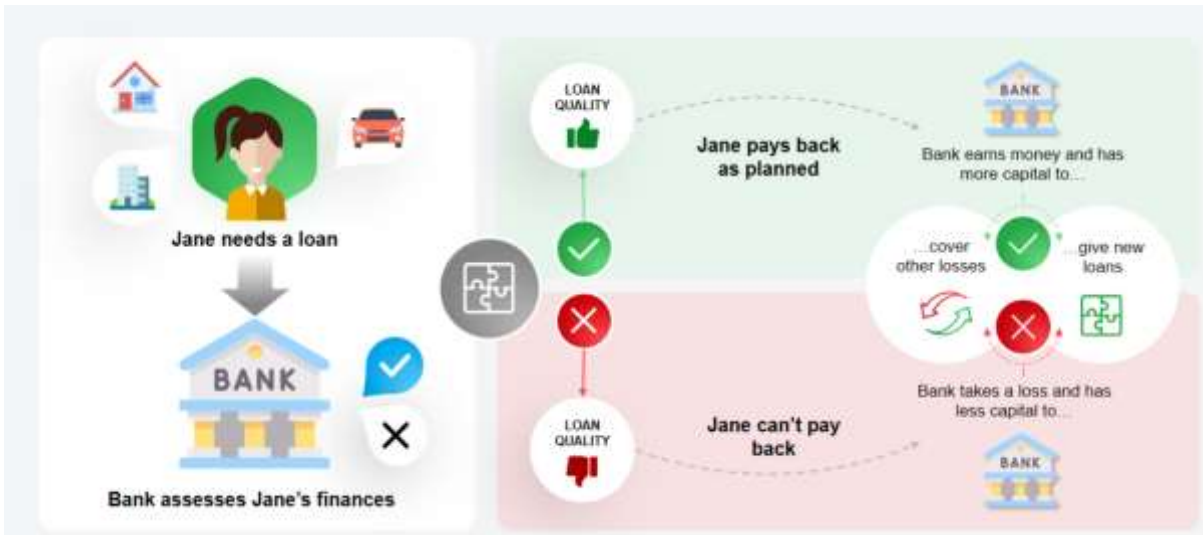 Jane needs a loan
BANK
Bank assesses Jane's finances
LOAN
QUALITY
Jane pays back
as planned
BANK
Bank earns money and has
more capital to...
...cover
other losses
...give new
loans
LOAN
QUALITY
Jane can't pay
back
Bank takes a loss and has
less capital to...
BANK